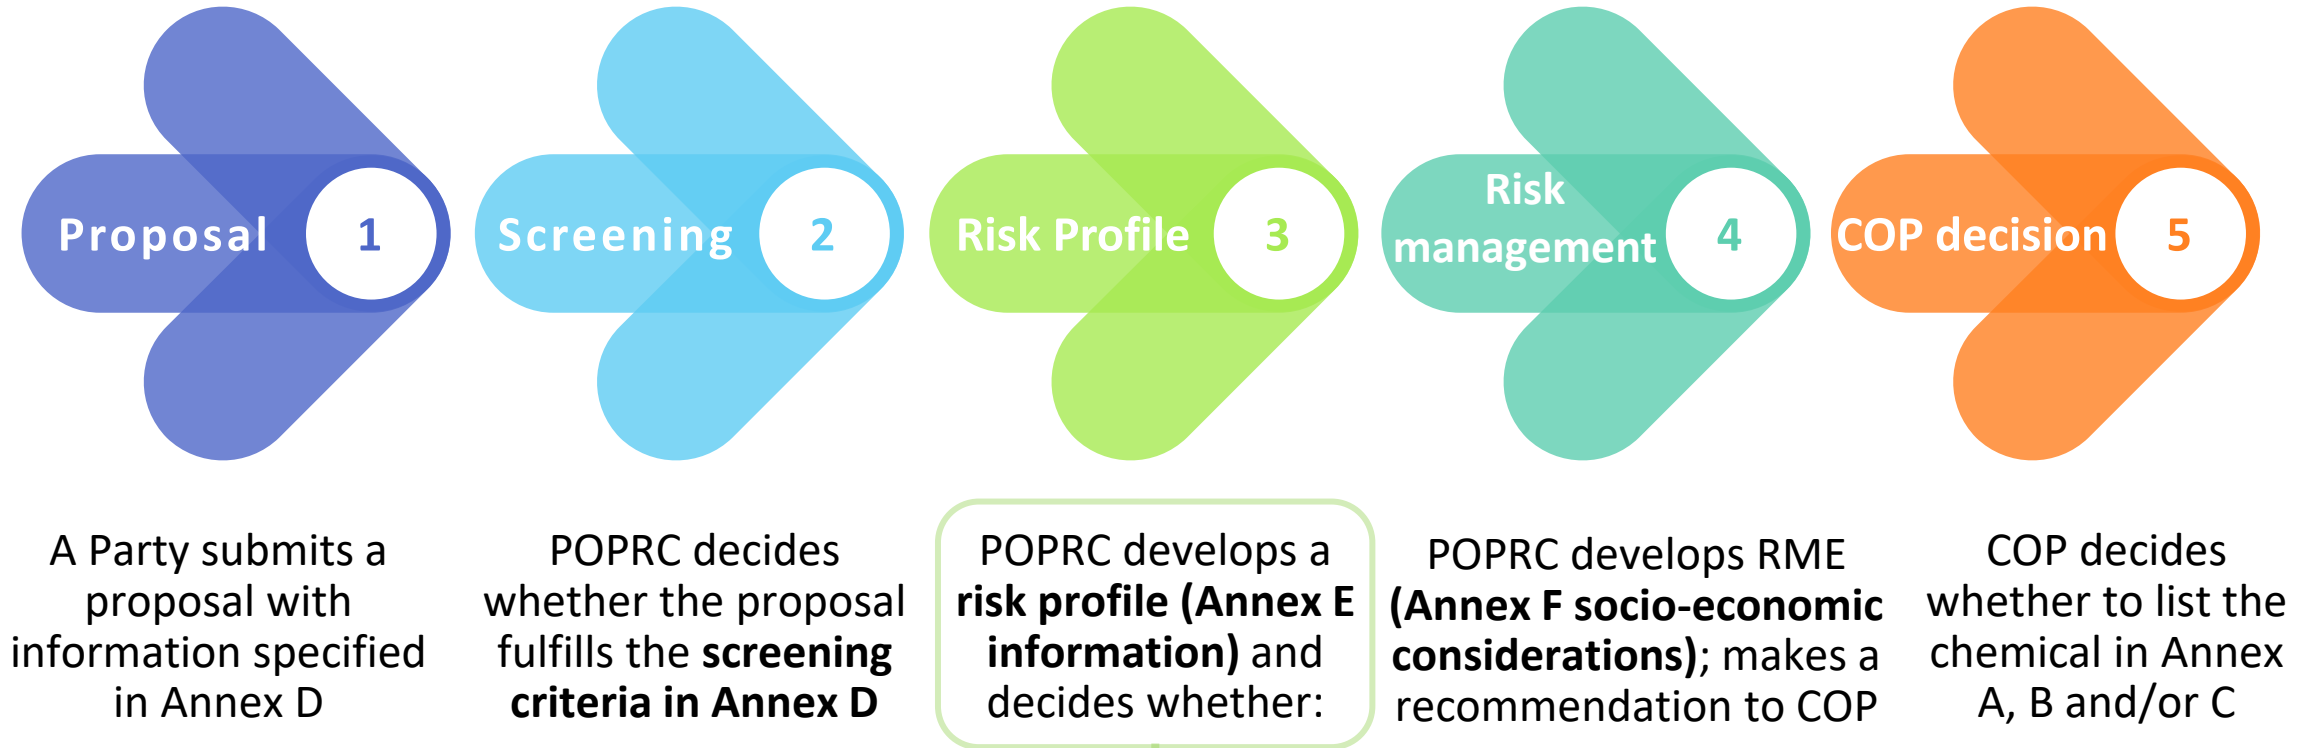 Proposal 1
Screening 2
Risk Profile 3
Risk
management 4
COP decision 5
A Party submits a
proposal with
information specified
in Annex D
POPRC decides
whether the proposal
fulfills the screening
criteria in Annex D
POPRC develops a
risk profile (Annex E
information) and
decides whether:
POPRC develops RME
(Annex F socio-economic
considerations); makes a
recommendation to COP
COP decides
whether to list the
chemical in Annex
A, B and/or C